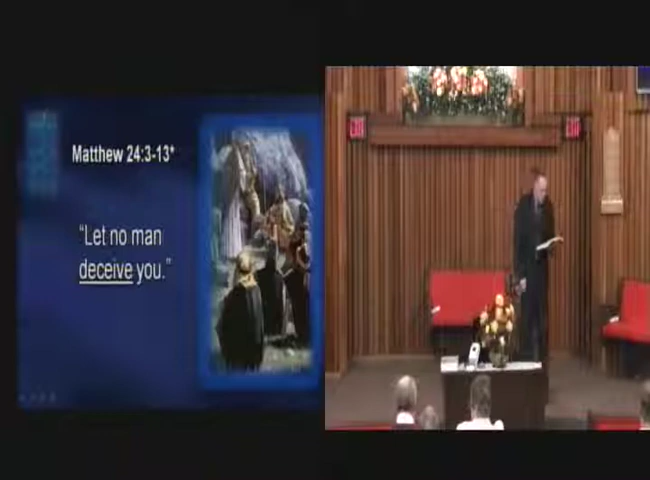 Matthew 24:3-13*
“Let no man
deceive you.”
EXIT
EXIT